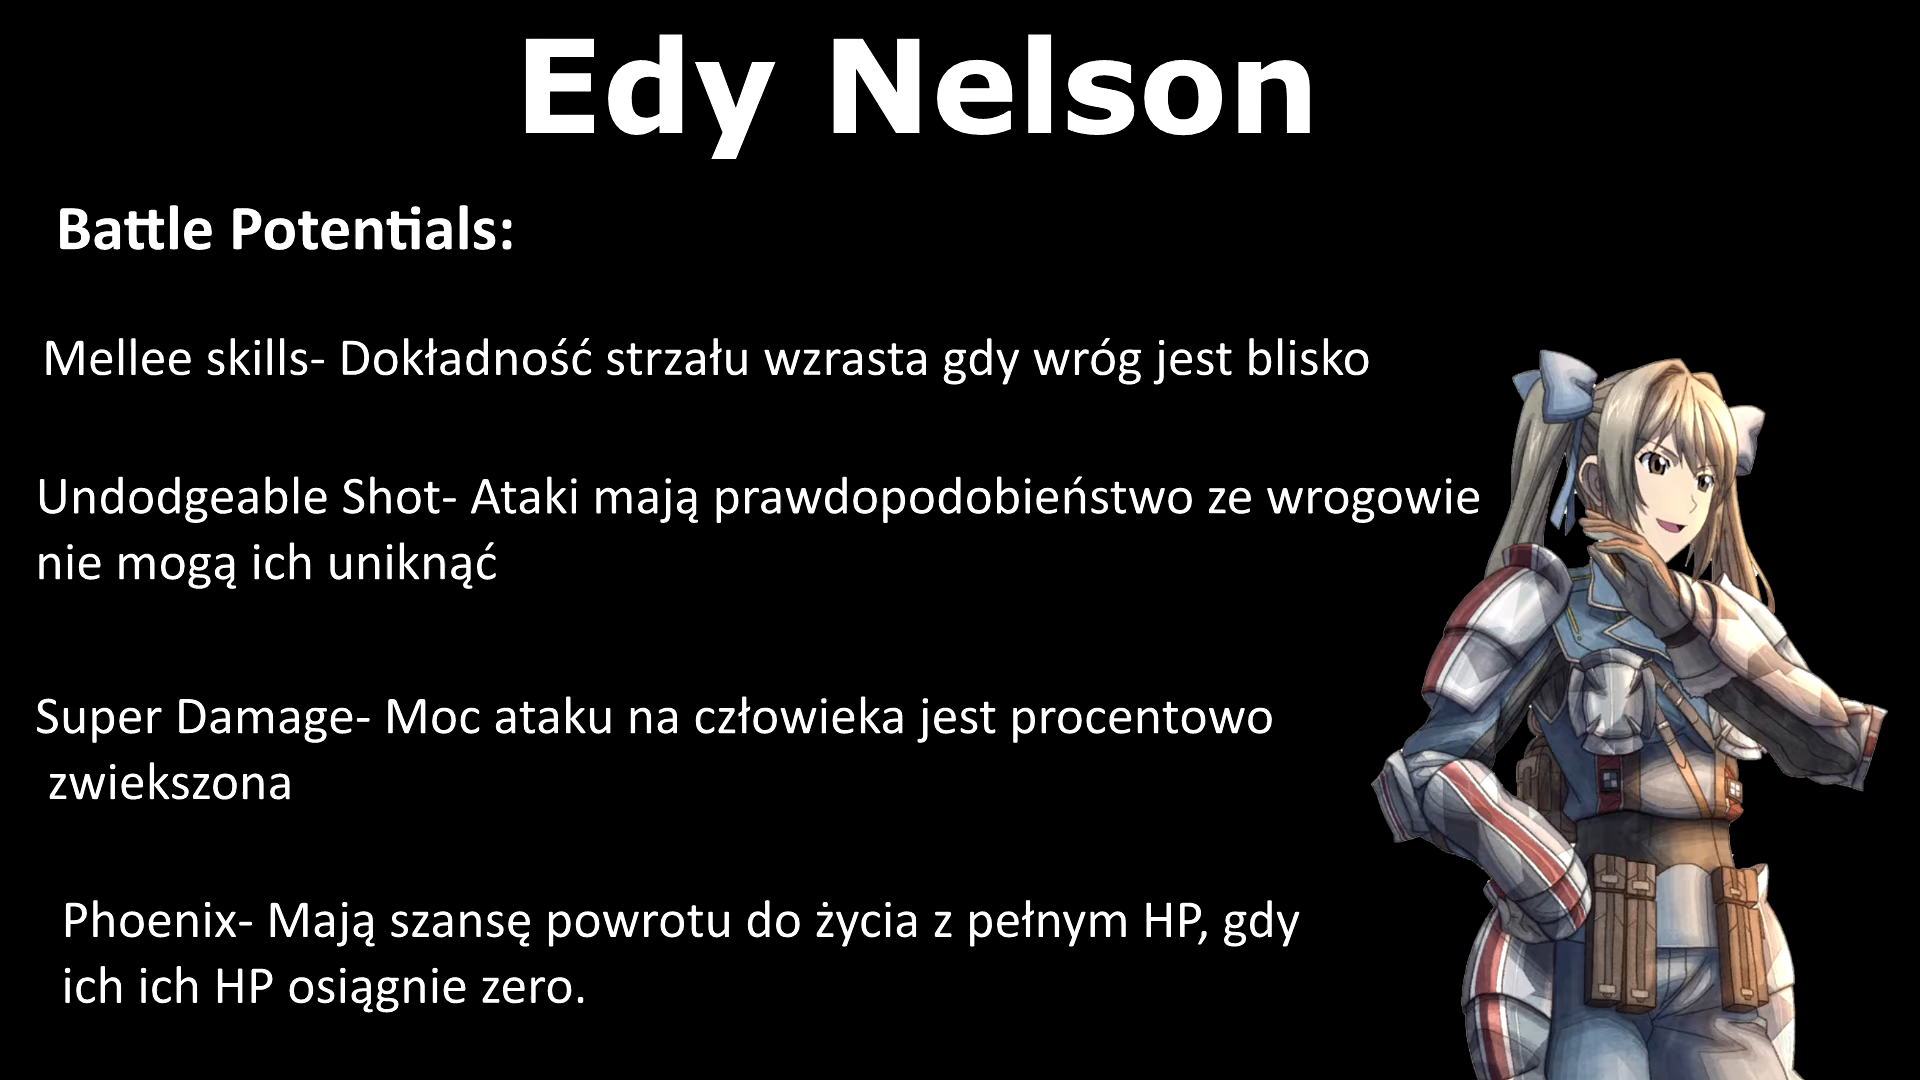 Edy Nelson
Battle Potentials:
Mellee skills- Dokładność strzału wzrasta gdy wróg jest blisko
Undodgeable Shot- Ataki mają prawdopodobieństwo ze wrogowie
nie mogą ich uniknąć
Super Damage- Moc ataku na człowieka jest procentowo
zwiekszona
Phoenix- Mają szansę powrotu do życia z pełnym HP, gdy
ich ich HP osiągnie zero.